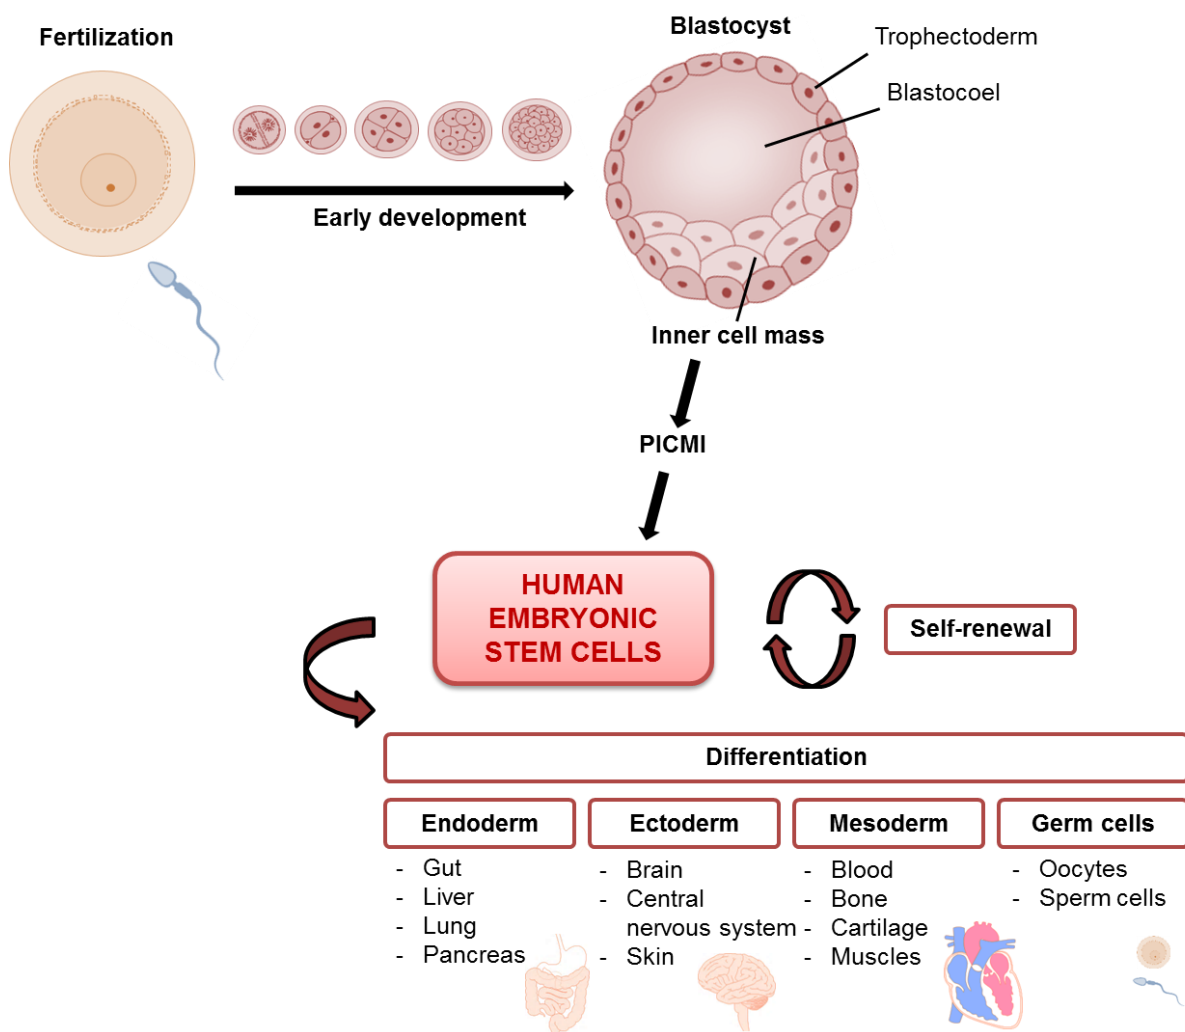 Fertilization
Blastocyst
Trophectoderm
Blastocoel
Early development
Inner cell mass
PICMI
HUMAN
EMBRYONIC
STEM CELLS
Self-renewal
Differentiation
Endoderm
- Gut
- Liver
- Lung
- Pancreas
Ectoderm
- Brain
- Central
nervous system
- Skin
Mesoderm
- Blood
- Bone
- Cartilage
- Muscles
Germ cells
- Oocytes
- Sperm cells